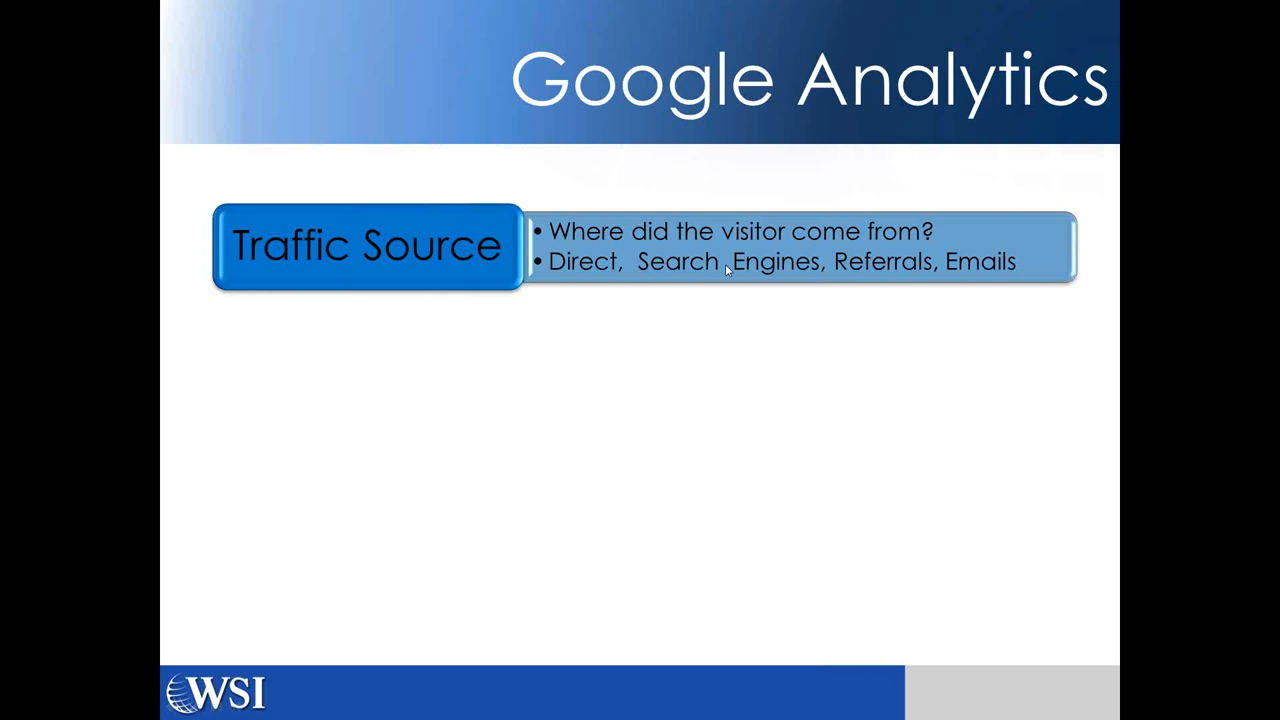 Google Analytics
Traffic Source
• Where did the visitor come from?
• Direct,  Search Engines, Referrals, Emails
WSI